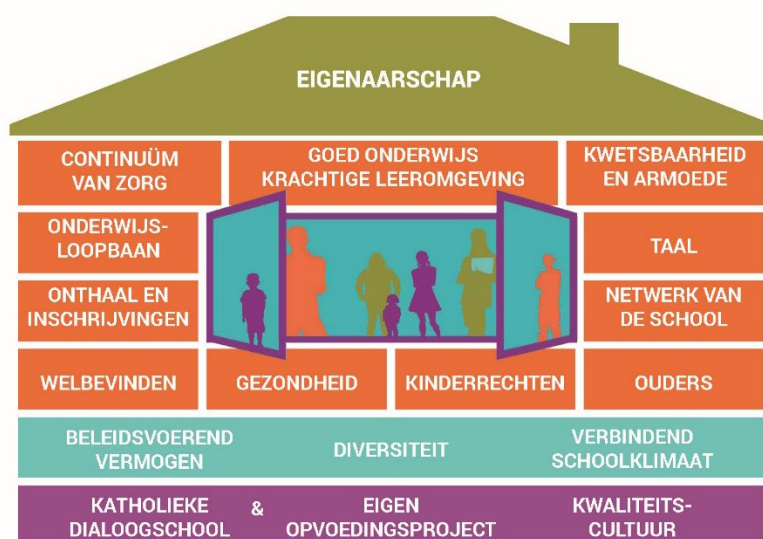 EIGENAARSCHAP
CONTINUÜM
VAN ZORG
GOED ONDERWIJS
KRACHTIGE LEEROMGEVING
KWETSBAARHEID
EN ARMOEDE
ONDERWIJS-
LOOPBAAN
TAAL
ONTHAAL EN
INSCHRIJVINGEN
NETWERK VAN
DE SCHOOL
WELBEVINDEN
GEZONDHEID
KINDERRECHTEN
OUDERS
BELEIDSVOEREND
VERMOGEN
DIVERSITEIT
VERBINDEND
SCHOOLKLIMAAT
KATHOLIEKE
DIALOOGSCHOOL
&
EIGEN
OPVOEDINGSPROJECT
KWALITEITS-
CULTUUR